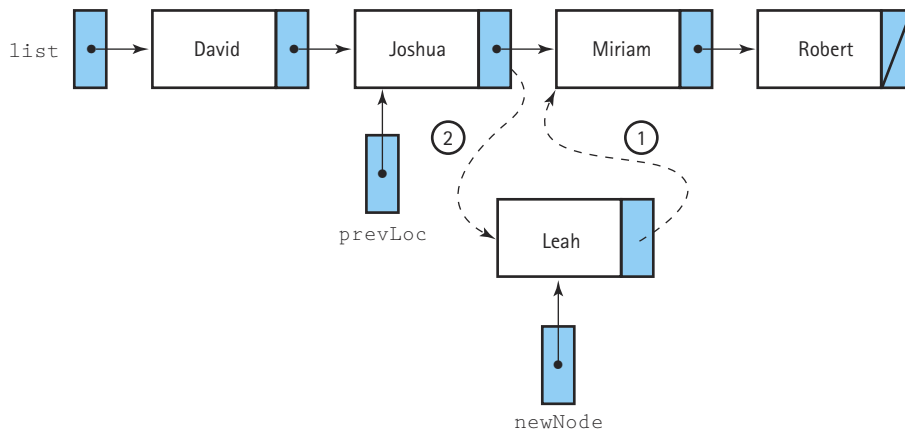 list
David
Joshua
Miriam
Robert
2
1
prevLoc
Leah
newNode